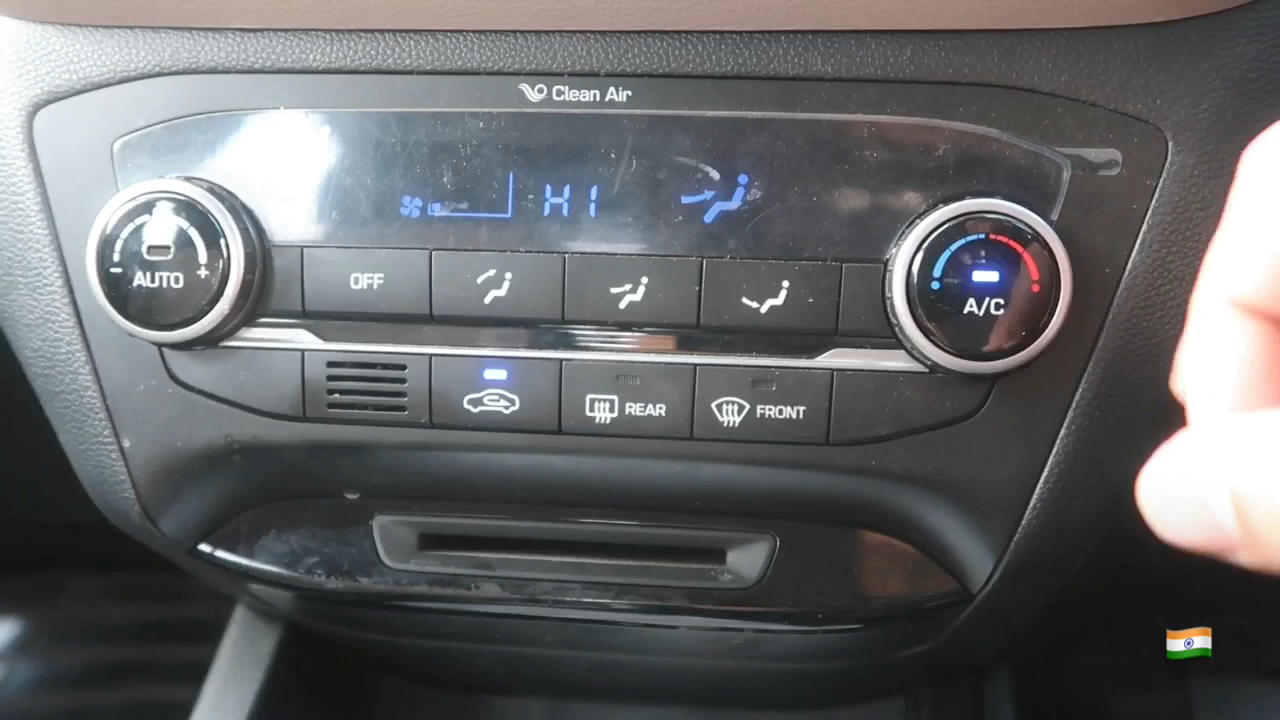 Clean Air
HI
AUTO
- +
OFF
A/C
REAR
FRONT